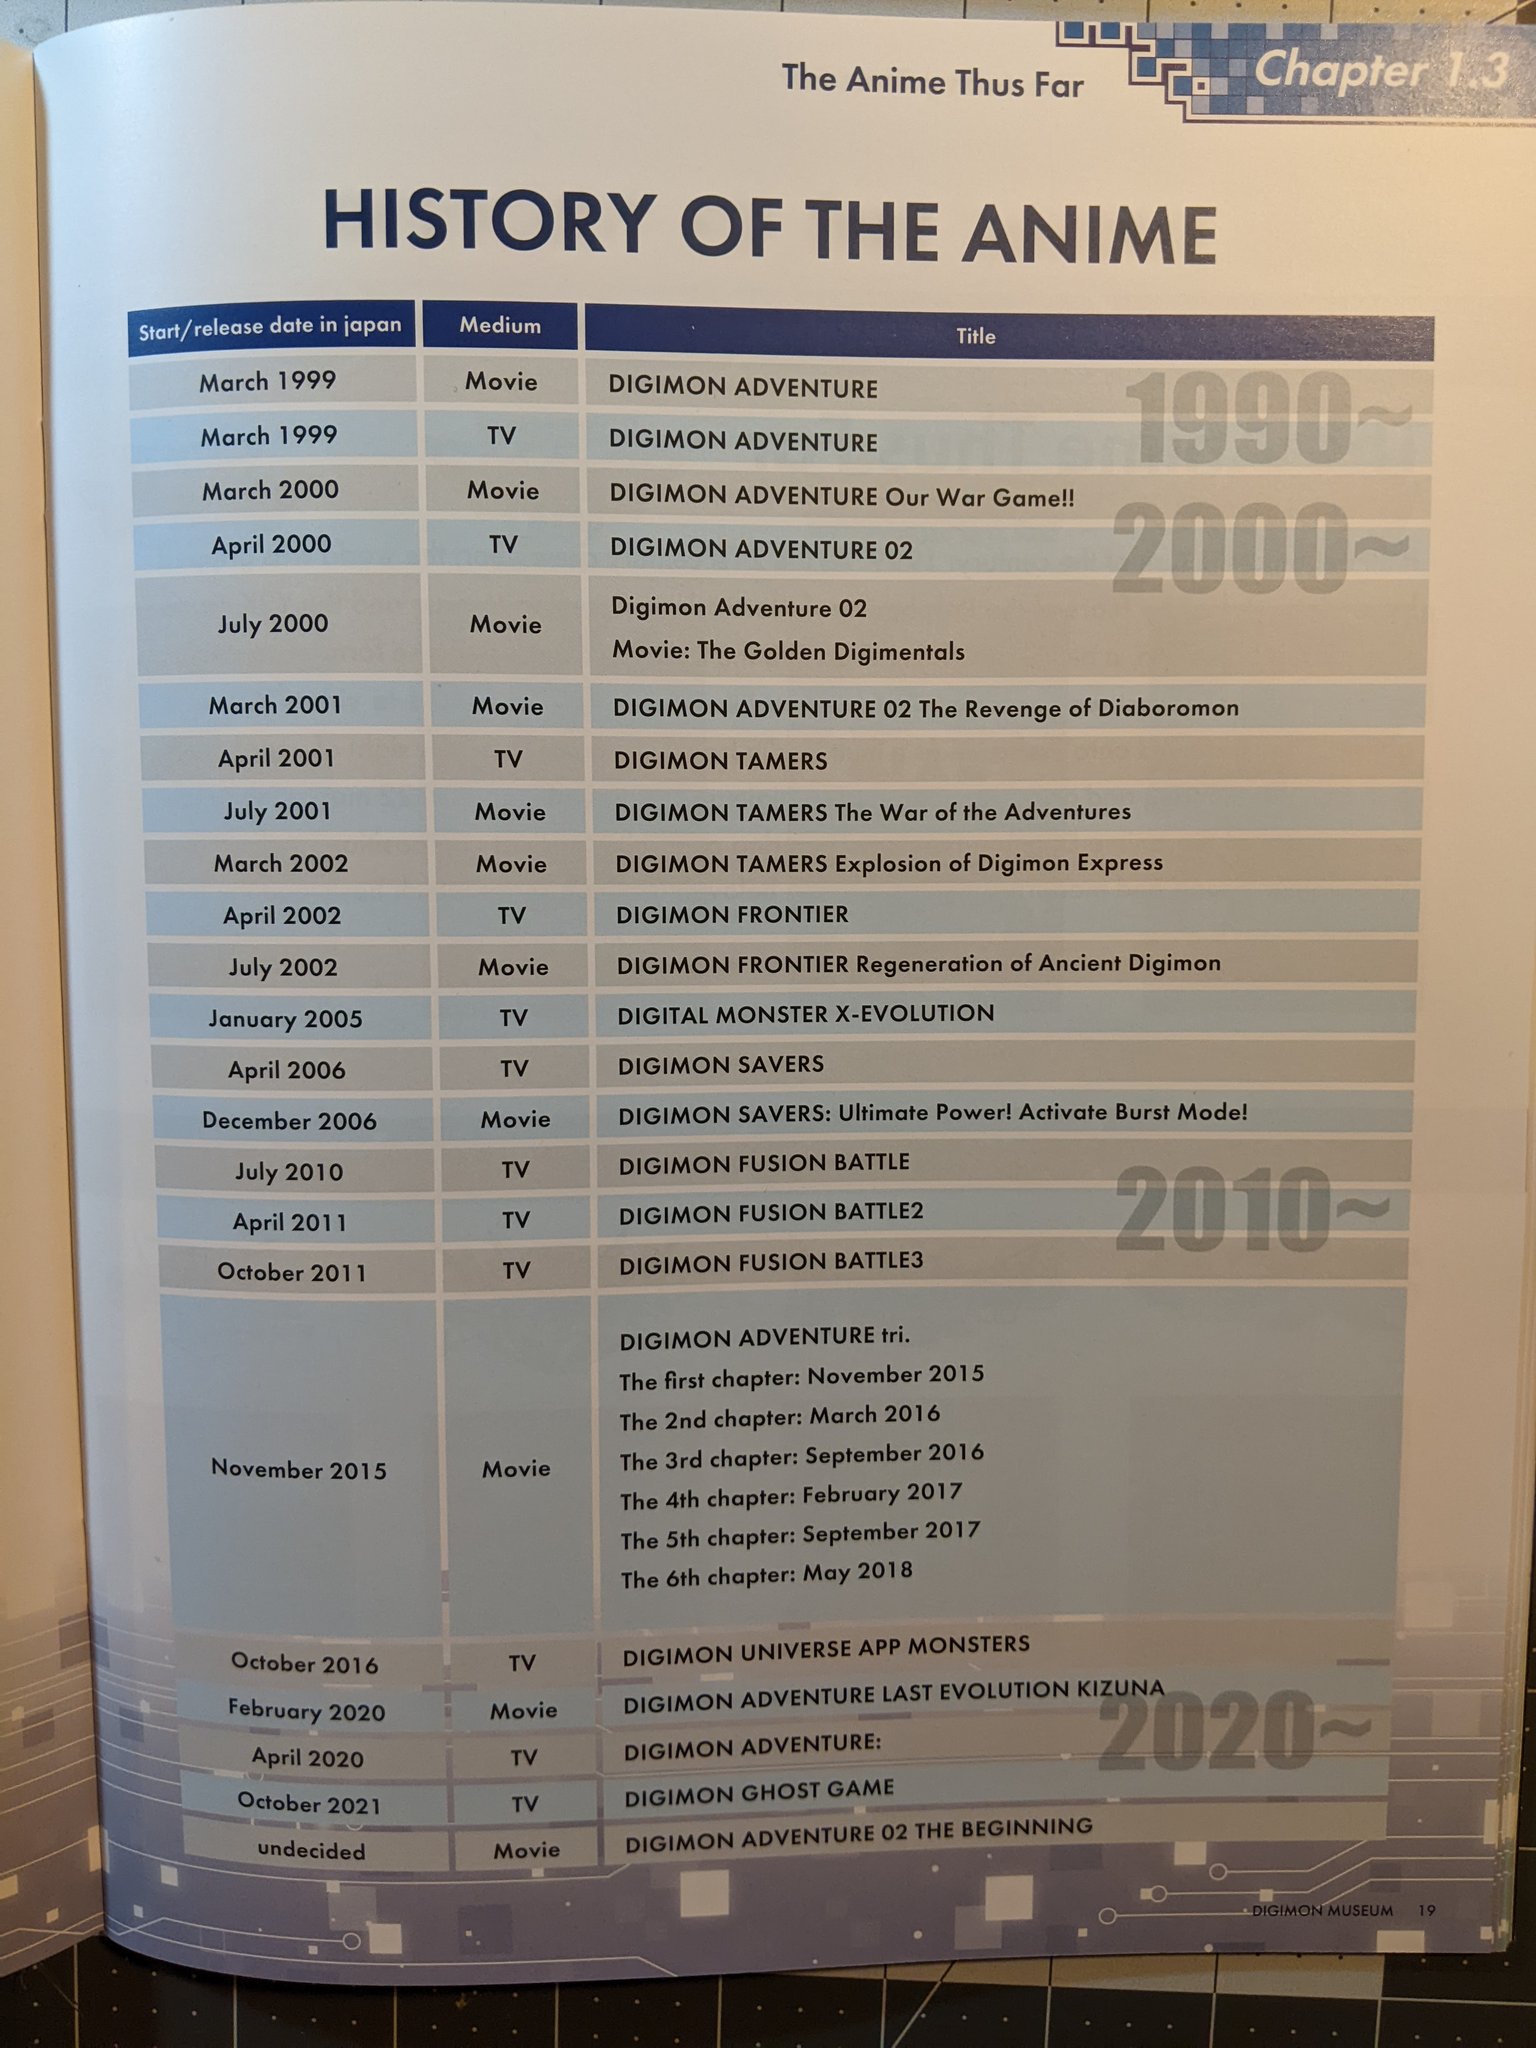 The Anime Thus Far
Chapter 1.3
HISTORY OF THE ANIME
Start/release date in japan Medium Title
1990~
March 1999 Movie DIGIMON ADVENTURE
March 1999 TV DIGIMON ADVENTURE
2000~
March 2000 Movie DIGIMON ADVENTURE Our War Game!!
April 2000 TV DIGIMON ADVENTURE 02
July 2000 Movie Digimon Adventure 02
Movie: The Golden Digimentals
March 2001 Movie DIGIMON ADVENTURE 02 The Revenge of Diaboromon
April 2001 TV DIGIMON TAMERS
July 2001 Movie DIGIMON TAMERS The War of the Adventures
March 2002 Movie DIGIMON TAMERS Explosion of Digimon Express
April 2002 TV DIGIMON FRONTIER
July 2002 Movie DIGIMON FRONTIER Regeneration of Ancient Digimon
January 2005 TV DIGITAL MONSTER X-EVOLUTION
April 2006 TV DIGIMON SAVERS
December 2006 Movie DIGIMON SAVERS: Ultimate Power! Activate Burst Mode!
2010~
July 2010 TV DIGIMON FUSION BATTLE
April 2011 TV DIGIMON FUSION BATTLE2
October 2011 TV DIGIMON FUSION BATTLE3
November 2015 Movie DIGIMON ADVENTURE tri.
The first chapter: November 2015
The 2nd chapter: March 2016
The 3rd chapter: September 2016
The 4th chapter: February 2017
The 5th chapter: September 2017
The 6th chapter: May 2018
October 2016 TV DIGIMON UNIVERSE APP MONSTERS
2020~
February 2020 Movie DIGIMON ADVENTURE LAST EVOLUTION KIZUNA
April 2020 TV DIGIMON ADVENTURE:
October 2021 TV DIGIMON GHOST GAME
undecided Movie DIGIMON ADVENTURE 02 THE BEGINNING
DIGIMON MUSEUM 19